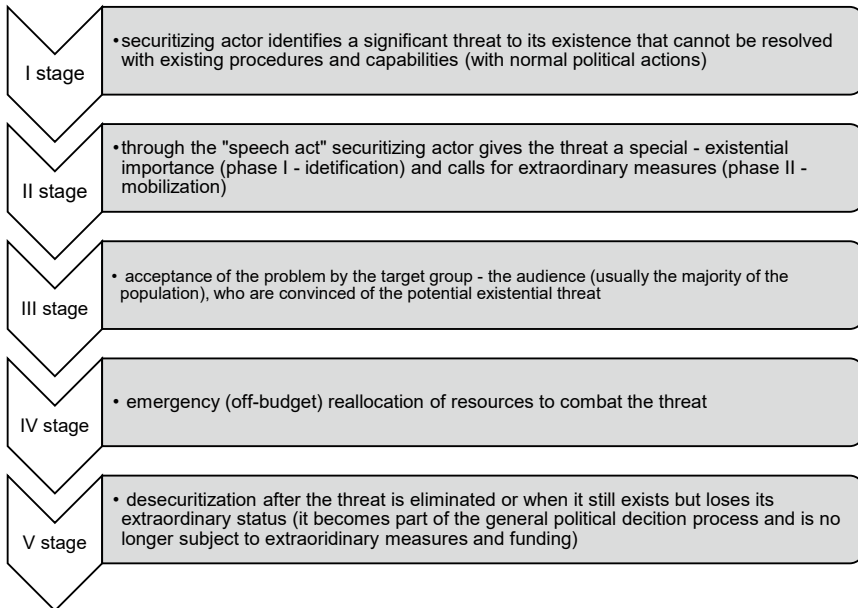 I stage
•securitizing actor identifies a significant threat to its existence that cannot be resolved
with existing procedures and capabilities (with normal political actions)
II stage
•through the "speech act" securitizing actor gives the threat a special - existential
importance (phase I - idetification) and calls for extraordinary measures (phase II -
mobilization)
III stage
• acceptance of the problem by the target group - the audience (usually the majority of the
population), who are convinced of the potential existential threat
IV stage
• emergency (off-budget) reallocation of resources to combat the threat
V stage
• desecuritization after the threat is eliminated or when it still exists but loses its
extraordinary status (it becomes part of the general political decition process and is no
longer subject to extraoridinary measures and funding)